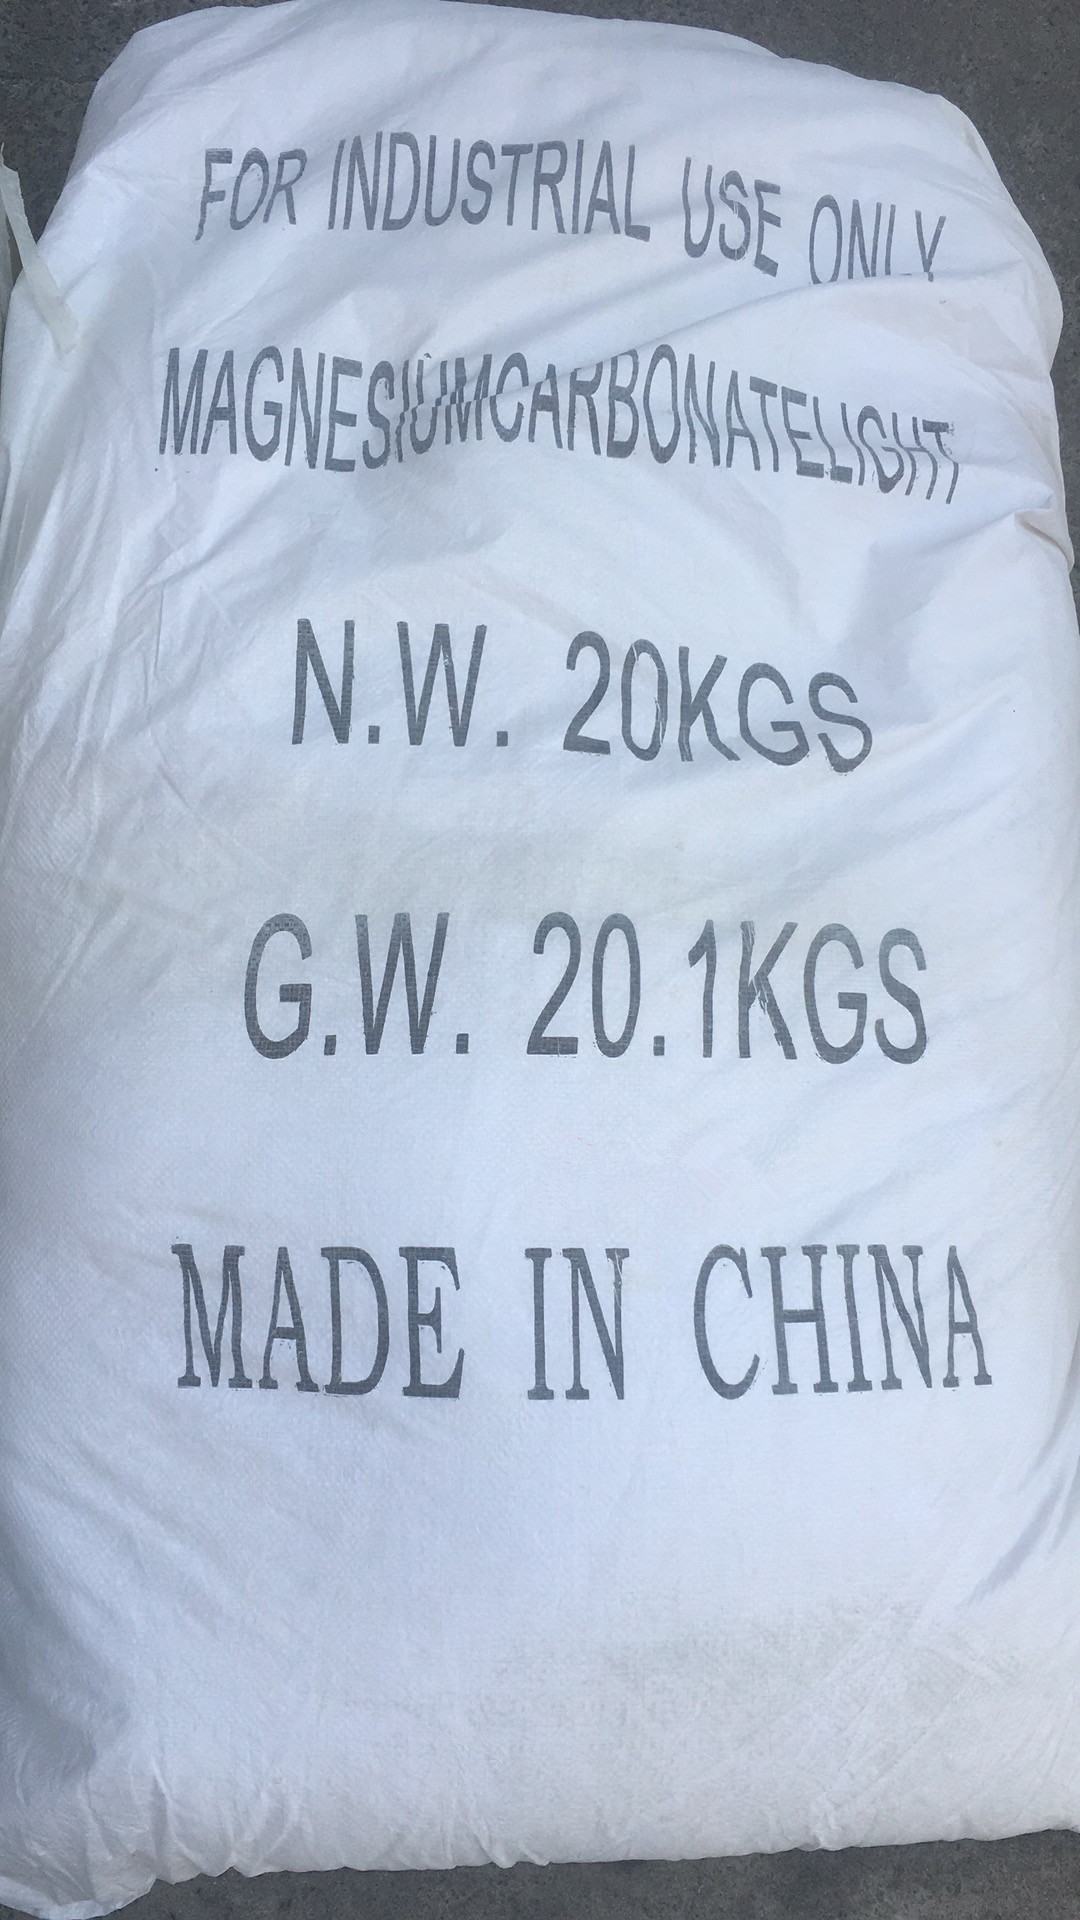 FOR INDUSTRIAL USE ONLY
MAGNESIUMCARBONATELIGHT
N.W. 20KGS
G.W. 20.1KGS
MADE IN CHINA